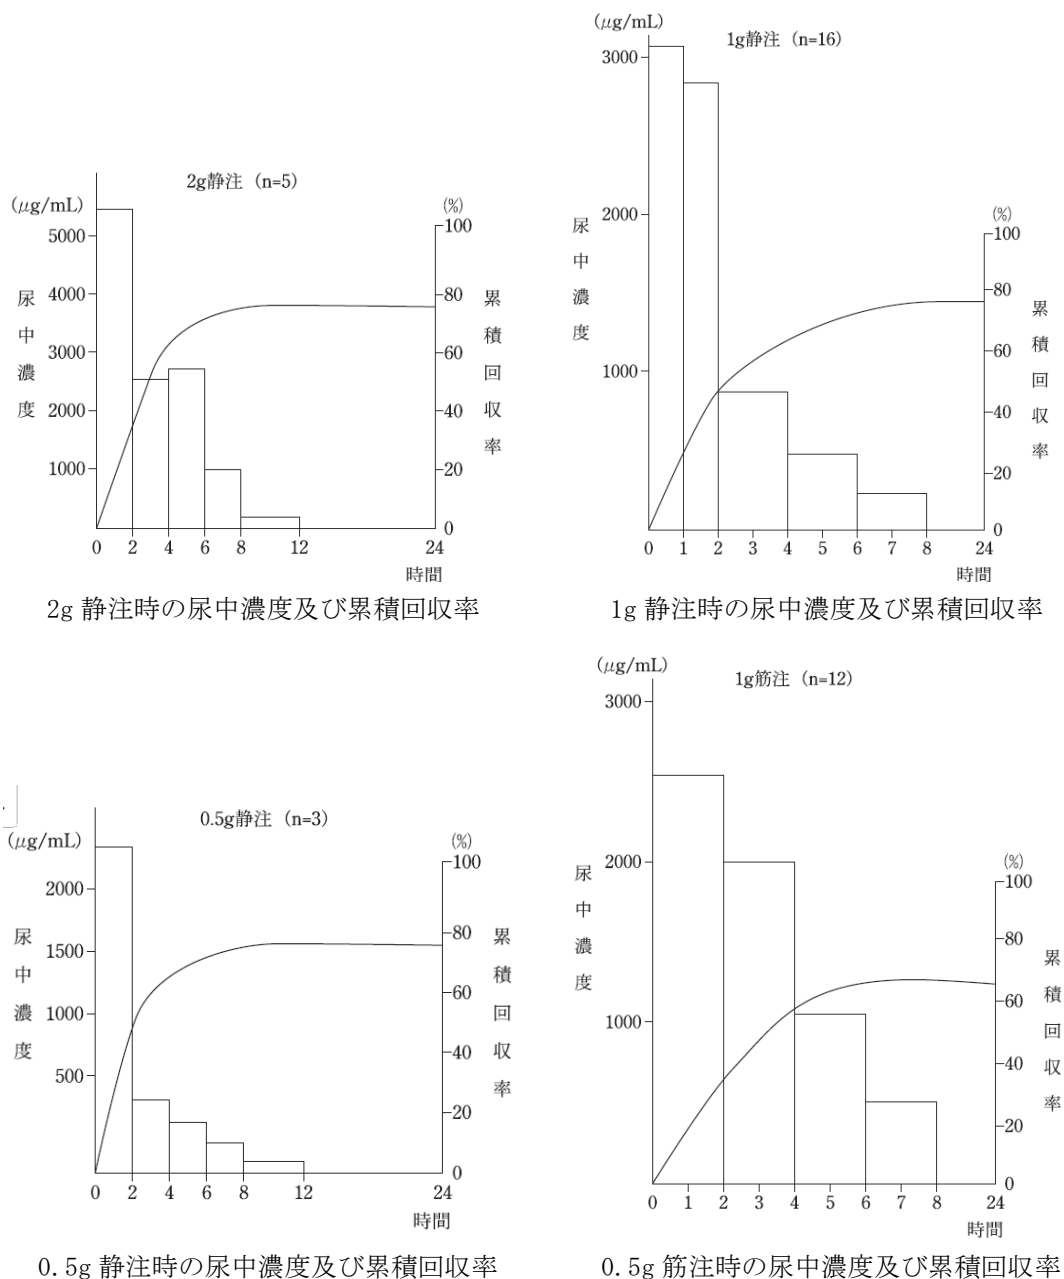 2g静注 (n=5)
(μg/mL)
5000
4000
3000
2000
1000
尿中濃度
(%)
100
80
60
40
20
0
累積回収率
0 2 4 6 8 12 24
時間
2g 静注時の尿中濃度及び累積回収率
(μg/mL)
1g静注 (n=16)
3000
2000
1000
尿中濃度
(%)
100
80
60
40
20
0
累積回収率
0 1 2 4 5 6 7 8 24
時間
1g 静注時の尿中濃度及び累積回収率
0.5g静注 (n=3)
(μg/mL)
2000
1500
1000
500
尿中濃度
(%)
100
80
60
40
20
0
累積回収率
0 2 4 6 8 12 24
時間
0.5g 静注時の尿中濃度及び累積回収率
(μg/mL)
1g筋注 (n=12)
3000
2000
1000
尿中濃度
(%)
100
80
60
40
20
0
累積回収率
0 1 2 3 4 5 6 7 8 24
時間
0.5g 筋注時の尿中濃度及び累積回収率